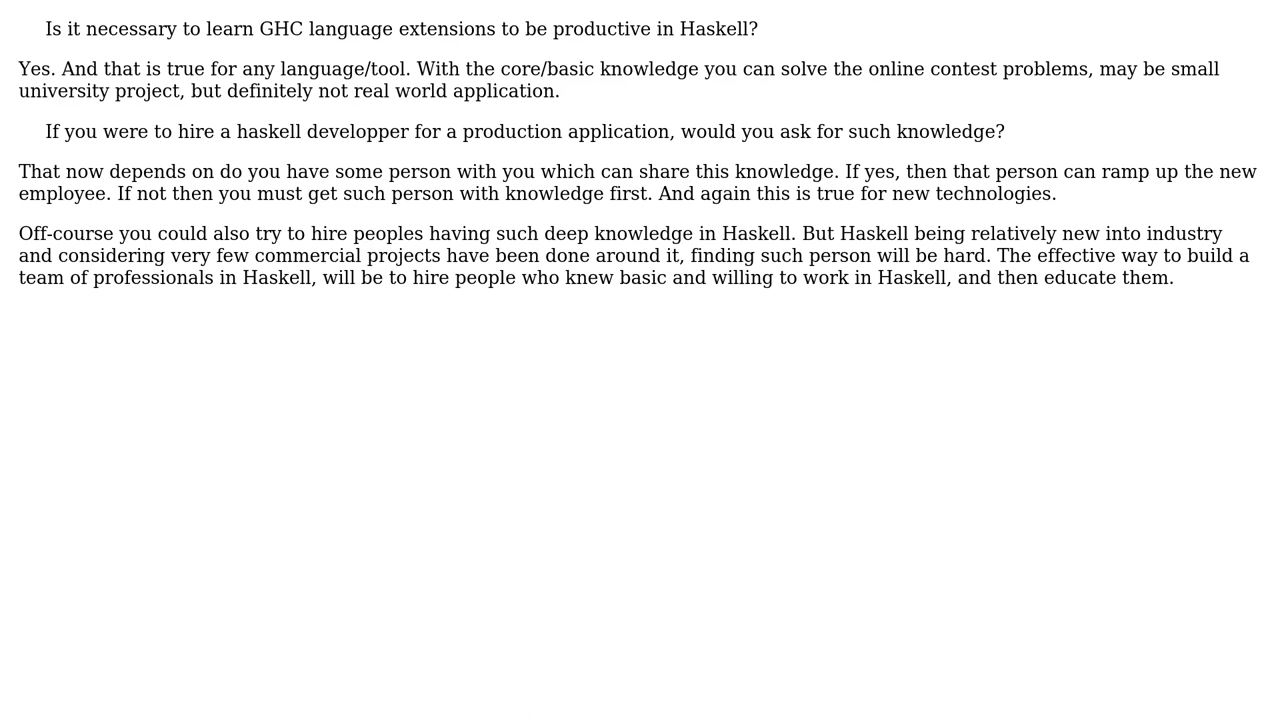 Is it necessary to learn GHC language extensions to be productive in Haskell?
Yes. And that is true for any language/tool. With the core/basic knowledge you can solve the online contest problems, may be small
university project, but definitely not real world application.
If you were to hire a haskell developper for a production application, would you ask for such knowledge?
That now depends on do you have some person with you which can share this knowledge. If yes, then that person can ramp up the new
employee. If not then you must get such person with knowledge first. And again this is true for new technologies.
Off-course you could also try to hire peoples having such deep knowledge in Haskell. But Haskell being relatively new into industry
and considering very few commercial projects have been done around it, finding such person will be hard. The effective way to build a
team of professionals in Haskell, will be to hire people who knew basic and willing to work in Haskell, and then educate them.